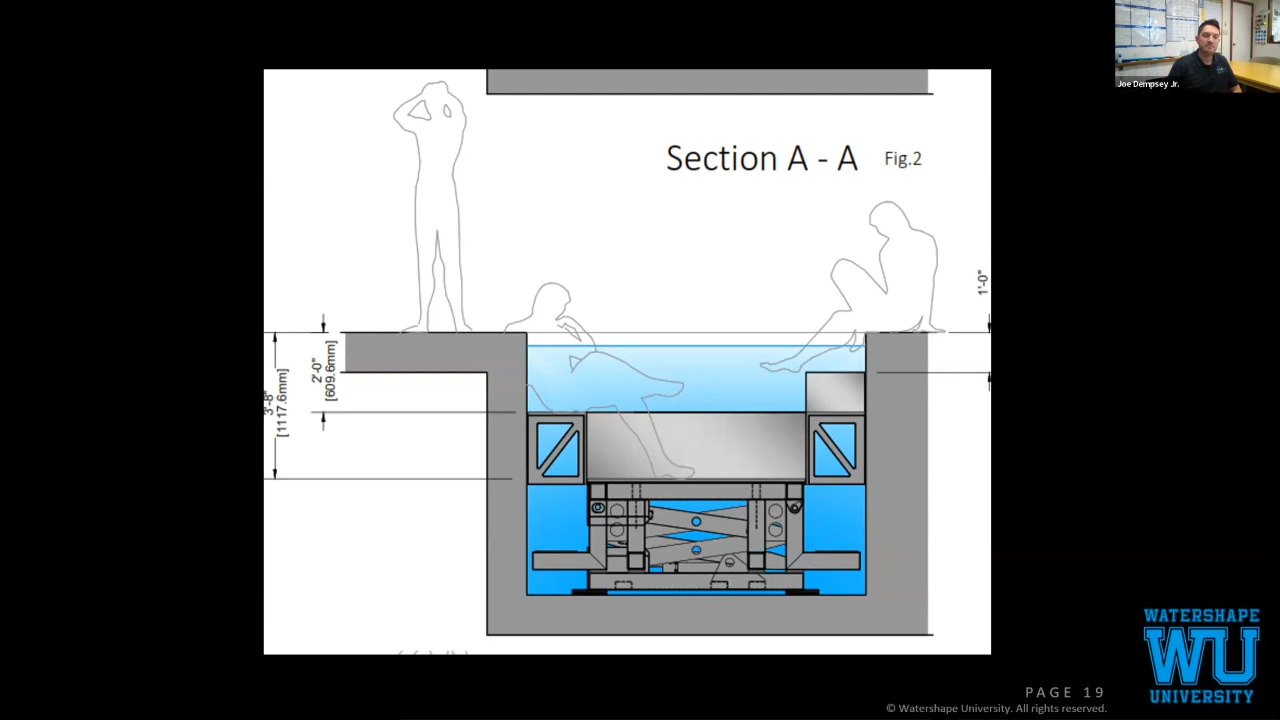 Joe Dempsey Jr.
Section A - A Fig.2
1'-0"
2'-0"
[609.6mm]
3'-8"
[1117.6mm]
WATERSHAPE
WU
UNIVERSITY
PAGE 19
© Watershape University. All rights reserved.